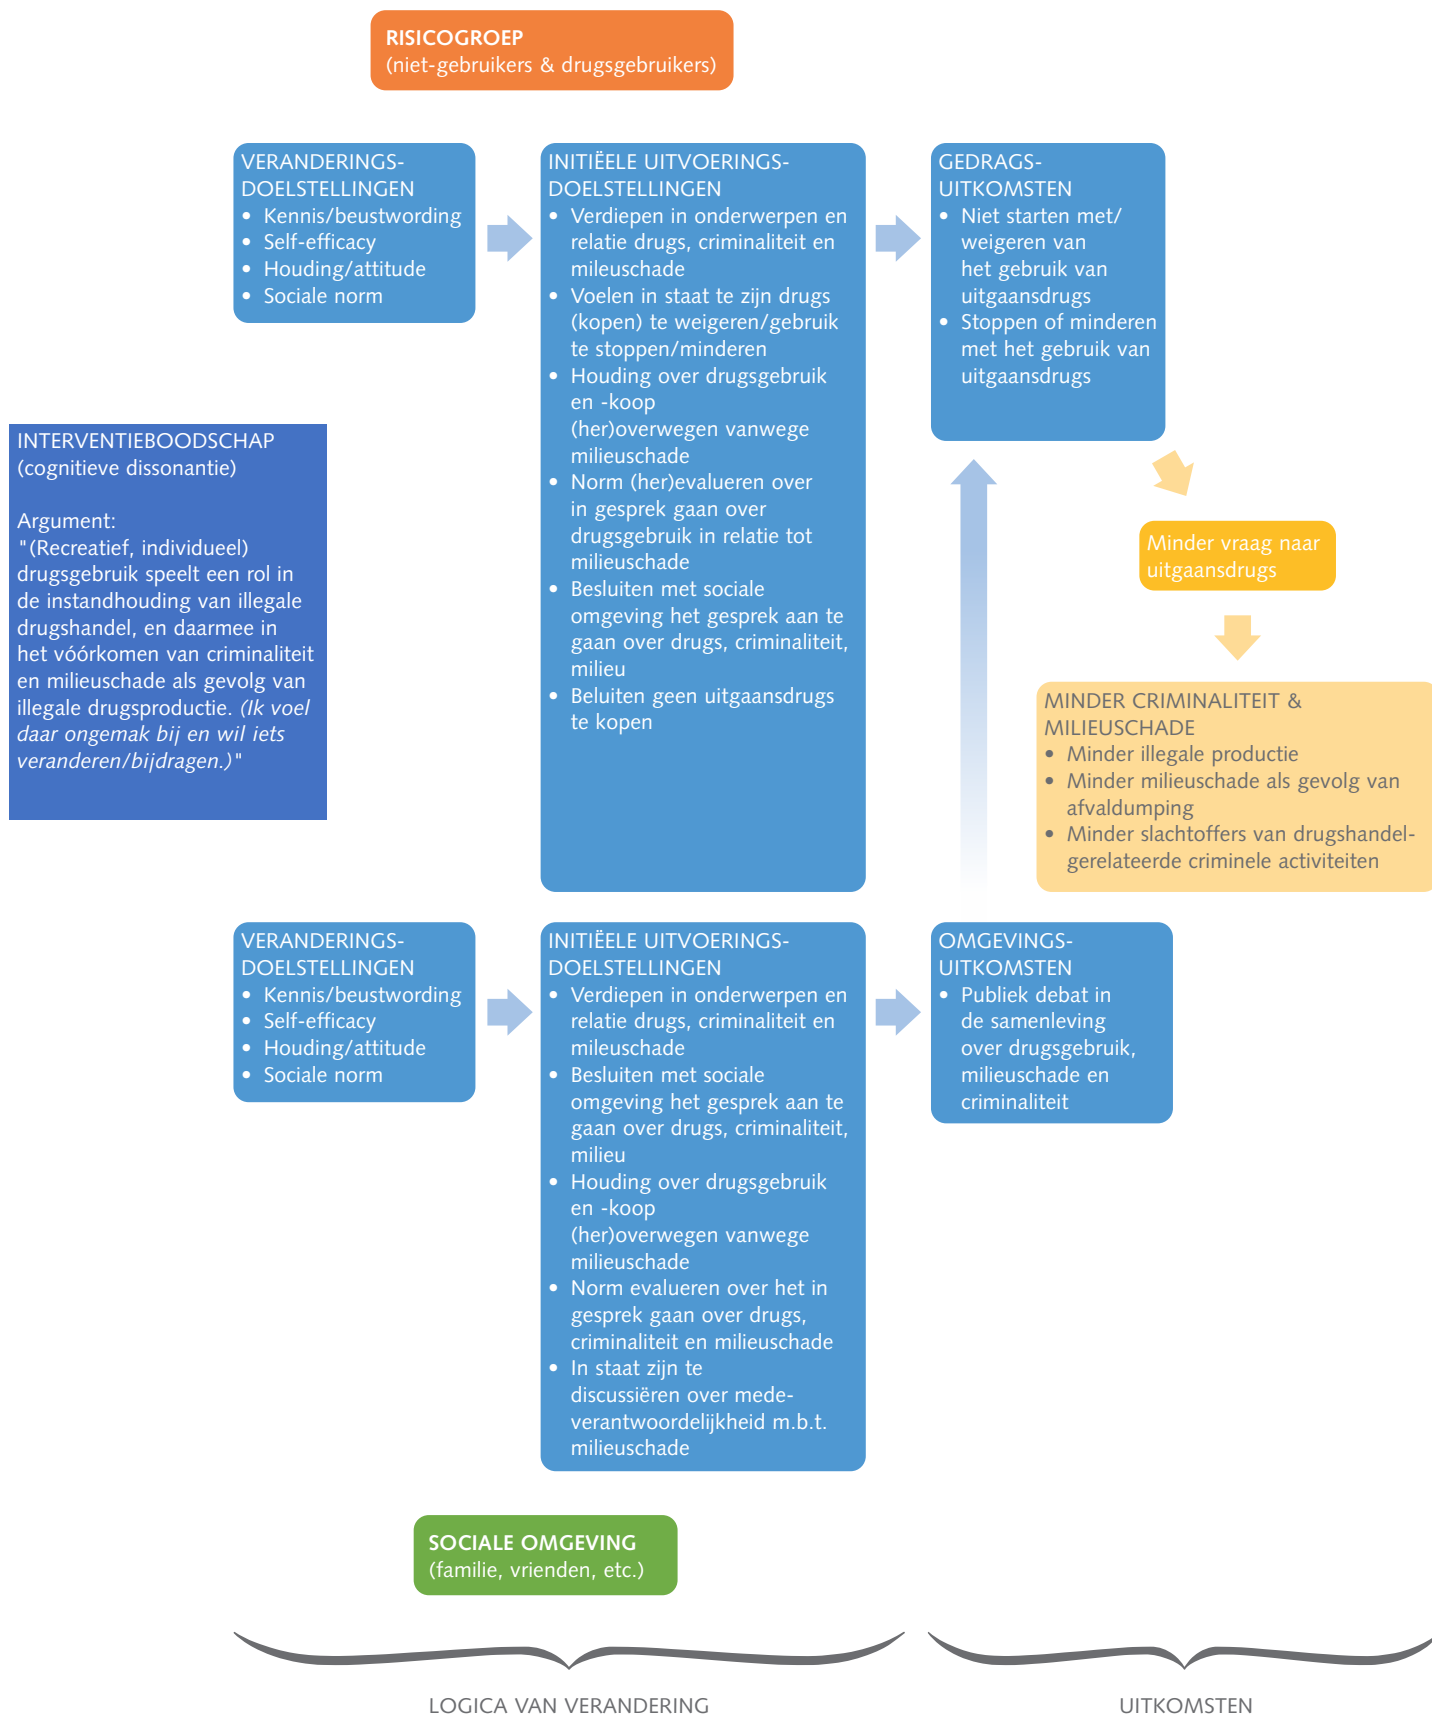 RISICOGROEP
(niet-gebruikers & drugsgebruikers)
VERANDERINGS-
DOELSTELLINGEN
• Kennis/beustwording
• Self-efficacy
• Houding/attitude
• Sociale norm
INITIËELE UITVOERINGS-
DOELSTELLINGEN
• Verdiepen in onderwerpen en
relatie drugs, criminaliteit en
mileuschade
• Voelen in staat te zijn drugs
(kopen) te weigeren/gebruik
te stoppen/minderen
• Houding over drugsgebruik
en -koop
(her)overwegen vanwege
milieuschade
• Norm (her)evalueren over
in gesprek gaan over
drugsgebruik in relatie tot
milieuschade
• Besluiten met sociale
omgeving het gesprek aan te
gaan over drugs, criminaliteit,
milieu
• Beluiten geen uitgaansdrugs
te kopen
GEDRAGS-
UITKOMSTEN
• Niet starten met/
weigeren van
het gebruik van
uitgaansdrugs
• Stoppen of minderen
met het gebruik van
uitgaansdrugs
INTERVENTIEBOODSCHAP
(cognitieve dissonantie)
Argument:
"(Recreatief, individueel)
drugsgebruik speelt een rol in
de instandhouding van illegale
drugshandel, en daarmee in
het vóórkomen van criminaliteit
en milieuschade als gevolg van
illegale drugsproductie. (Ik voel
daar ongemak bij en wil iets
veranderen/bijdragen.)"
Minder vraag naar
uitgaansdrugs
MINDER CRIMINALITEIT &
MILIEUSCHADE
• Minder illegale productie
• Minder milieuschade als gevolg van
afvaldumping
• Minder slachtoffers van drugshandel-
gerelateerde criminele activiteiten
VERANDERINGS-
DOELSTELLINGEN
• Kennis/beustwording
• Self-efficacy
• Houding/attitude
• Sociale norm
INITIËELE UITVOERINGS-
DOELSTELLINGEN
• Verdiepen in onderwerpen en
relatie drugs, criminaliteit en
mileuschade
• Besluiten met sociale
omgeving het gesprek aan te
gaan over drugs, criminaliteit,
milieu
• Houding over drugsgebruik
en -koop
(her)overwegen vanwege
milieuschade
• Norm evalueren over het in
gesprek gaan over drugs,
criminaliteit en milieuschade
• In staat zijn te
discussiëren over mede-
verantwoordelijkheid m.b.t.
milieuschade
OMGEVINGS-
UITKOMSTEN
• Publiek debat in
de samenleving
over drugsgebruik,
milieuschade en
criminaliteit
SOCIALE OMGEVING
(familie, vrienden, etc.)
LOGICA VAN VERANDERING
UITKOMSTEN